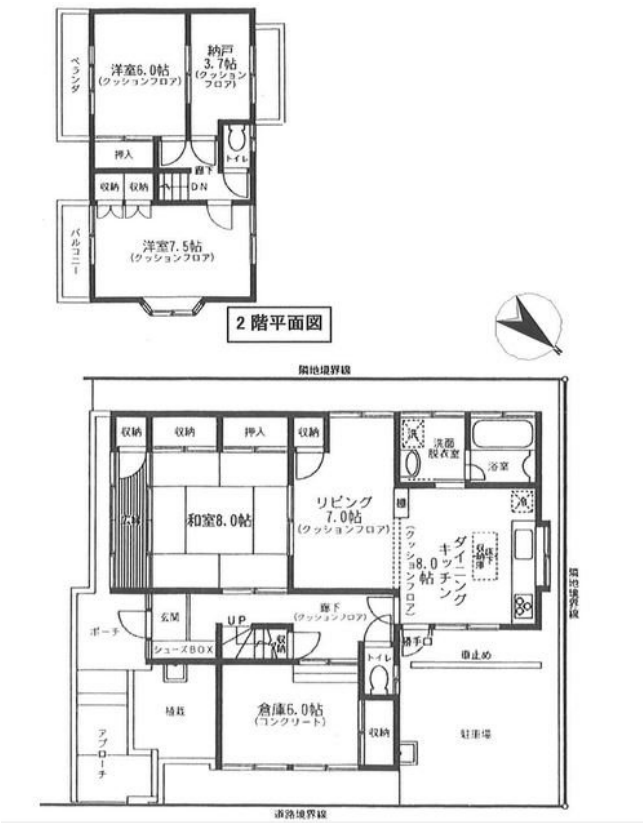 ベランダ
洋室6.0帖
(クッションフロア)
納戸
3.7帖
(クッション
フロア)
押入
トイレ
廊下
収納
収納
DN
バルコニー
洋室7.5帖
(クッションフロア)
2階平面図
N
隣地境界線
収納
収納
押入
収納
洗
洗面
脱衣室
浴室
広縁
和室8.0帖
リビング
7.0帖
(クッションフロア)
棚
冷
ダイニング
キッチン
8.0帖
(クッションフロア)
床下
収納庫
隣地境界線
ポーチ
玄関
シューズBOX
UP
収納
廊下
(クッションフロア)
トイレ
勝手口
車止め
アプローチ
植栽
倉庫6.0帖
(コンクリート)
収納
駐車場
道路境界線